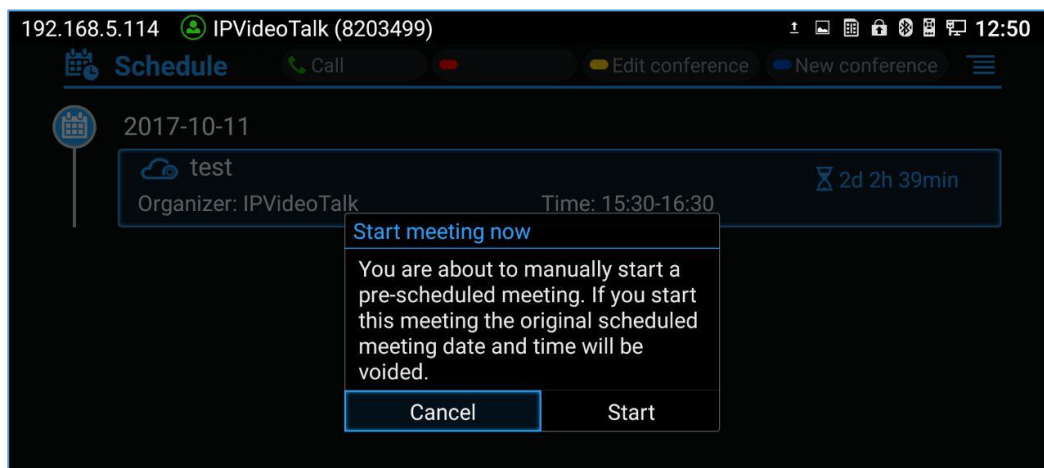 192.168.5.114 IPVideoTalk (8203499) 12:50
Schedule Call Edit conference New conference
2017-10-11
test
2d 2h 39min
Organizer: IPVideoTalk Time: 15:30-16:30
Start meeting now
You are about to manually start a
pre-scheduled meeting. If you start
this meeting the original scheduled
meeting date and time will be
voided.
Cancel Start